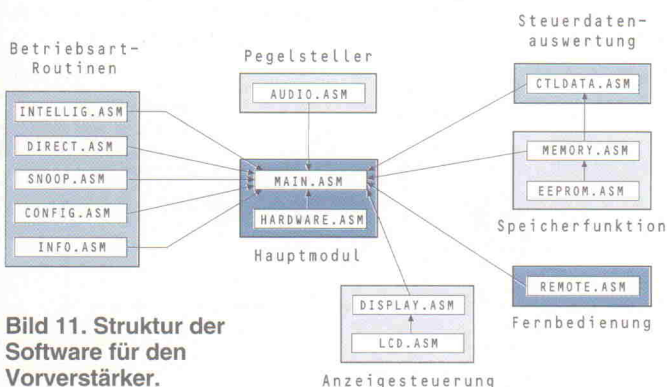 Betriebsart-
Routinen
INTELLIG.ASM
DIRECT.ASM
SNOOP.ASM
CONFIG.ASM
INFO.ASM
Pegelsteller
AUDIO.ASM
MAIN.ASM
HARDWARE.ASM
Hauptmodul
DISPLAY.ASM
LCD.ASM
Anzeigesteuerung
Steuerdaten-
auswertung
CTLDATA.ASM
MEMORY.ASM
EEPROM.ASM
Speicherfunktion
REMOTE.ASM
Fernbedienung
Bild 11. Struktur der
Software für den
Vorverstärker.